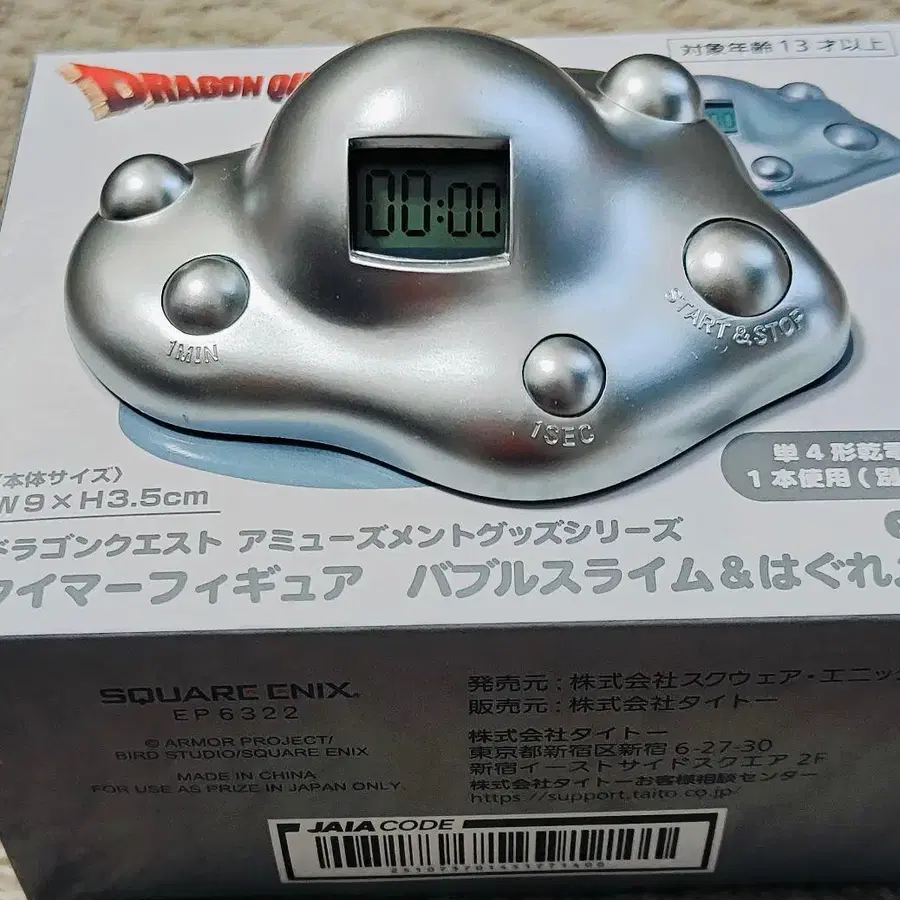 DRAGON QU
対象年齢13才以上
00:00
1MIN
START&STOP
1SEC
単4形乾電
1本使用(別
本体サイズ〉
W9×H3.5cm
ドラゴンクエスト アミューズメントグッズシリーズ
タイマーフィギュア バブルスライム&はぐれメ
SQUARE ENIX®
EP6322
© ARMOR PROJECT/
BIRD STUDIO/SQUARE ENIX
MADE IN CHINA
FOR USE AS PRIZE IN JAPAN ONLY.
発売元:株式会社スクウェア・エニッ
販売元:株式会社タイトー
株式会社タイトー
東京都新宿区新宿 6-27-30
新宿イーストサイドスクエア 2F
株式会社タイトーお客様相談センター
https://support.taito.co.jp/
JAIA CODE